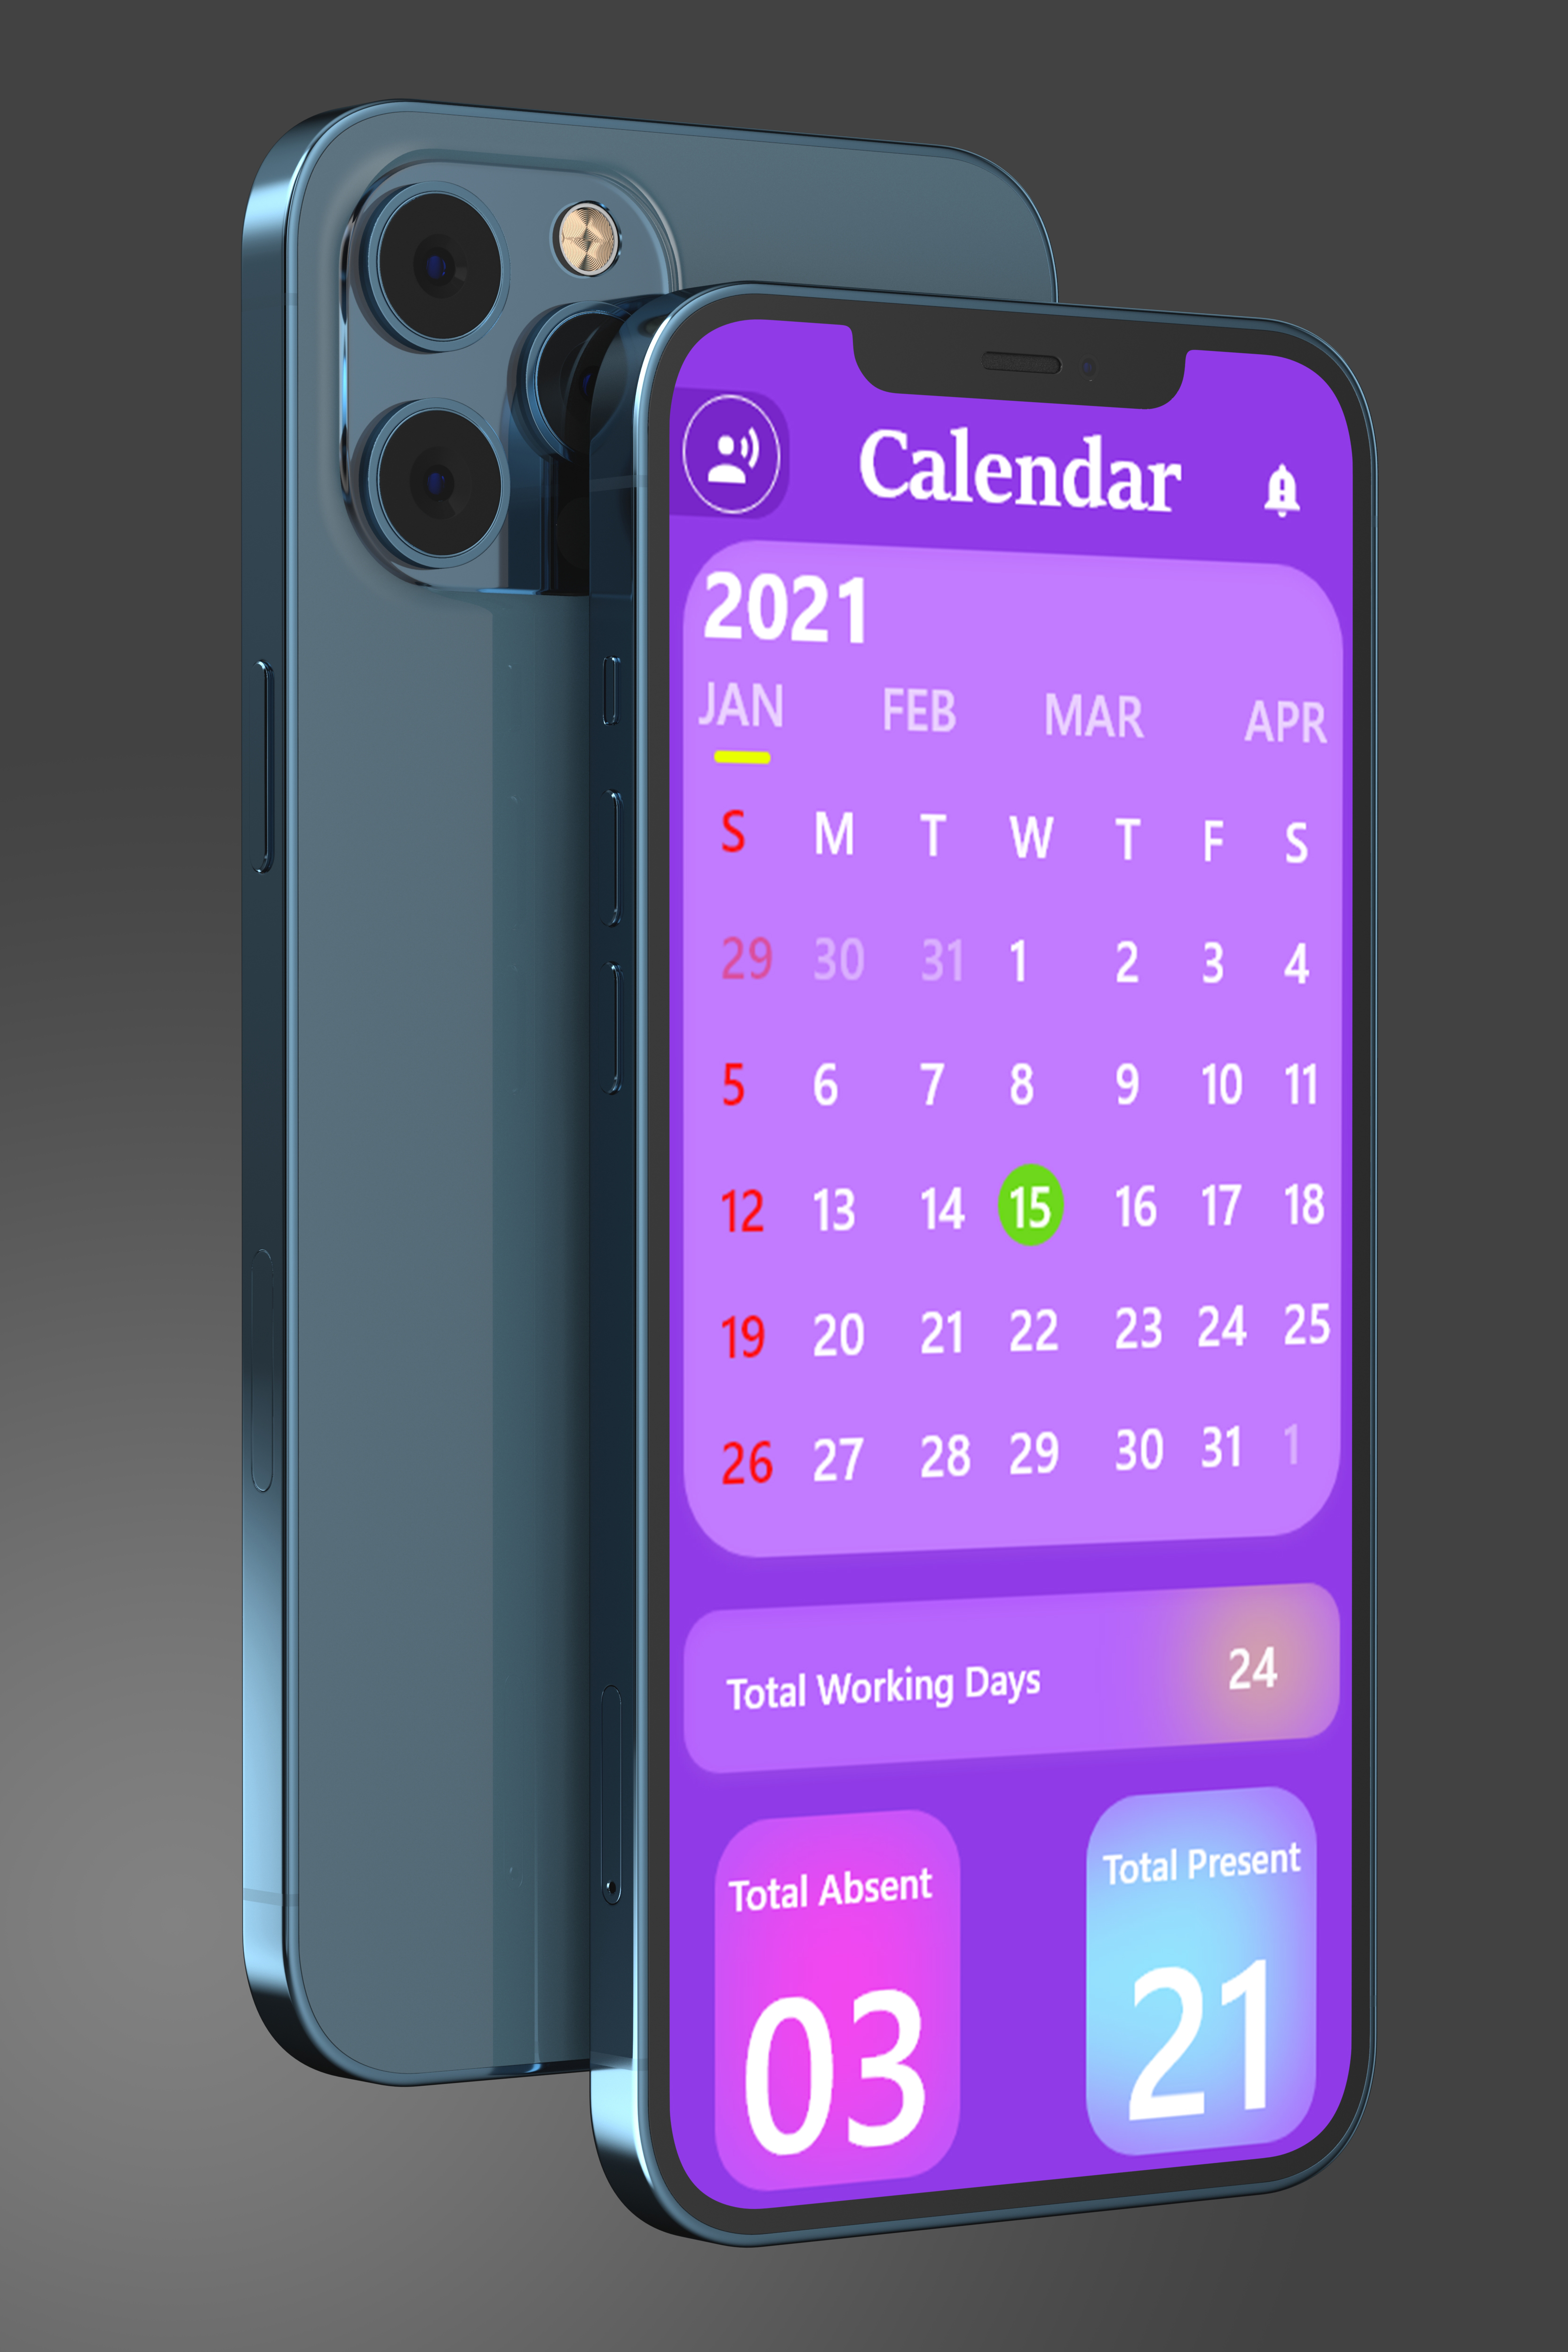 Calendar
2021
JAN FEB MAR APR
S M T W T F S
29 30 31 1 2 3 4
5 6 7 8 9 10 11
12 13 14 15 16 17 18
19 20 21 22 23 24 25
26 27 28 29 30 31 1
Total Working Days 24
Total Absent
03
Total Present
21